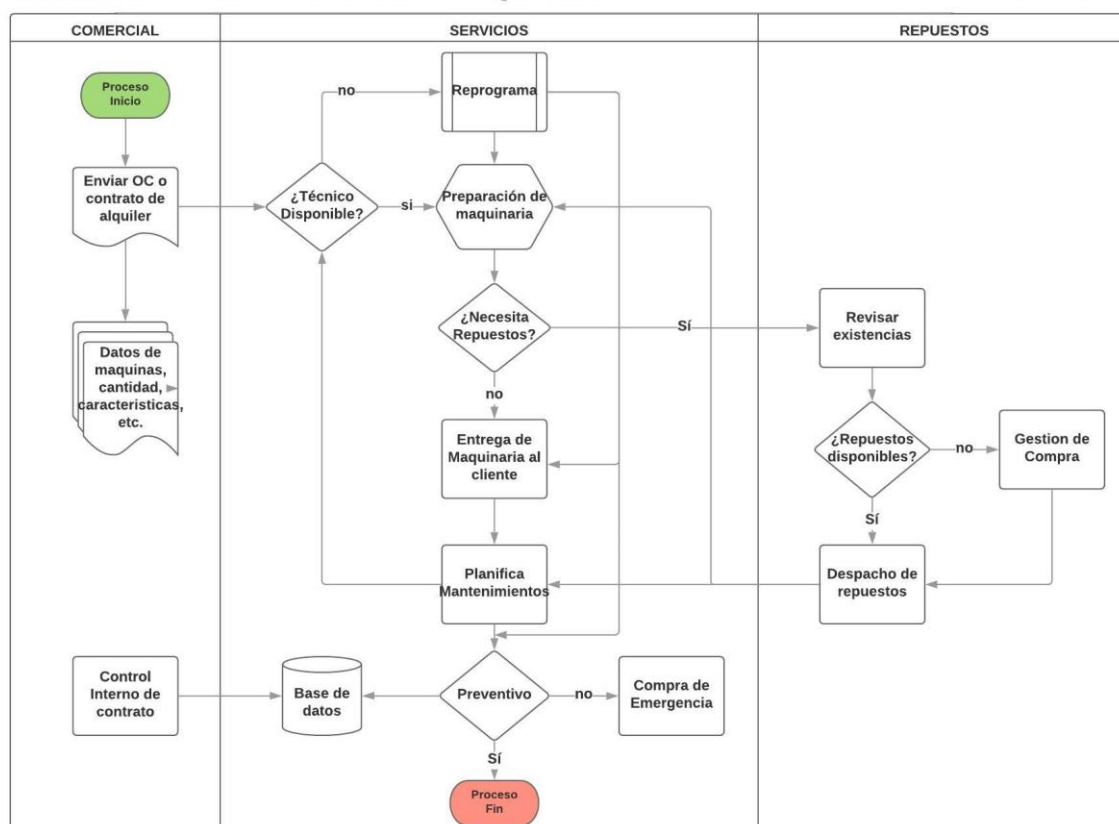 COMERCIAL
SERVICIOS
REPUESTOS
Proceso
Inicio
no
Reprograma
Enviar OC o
contrato de
alquiler
¿Técnico
Disponible?
si
Preparación de
maquinaria
Datos de
maquinas,
cantidad,
caracteristicas,
etc.
¿Necesita
Repuestos?
Sí
Revisar
existencias
no
Entrega de
Maquinaria al
cliente
¿Repuestos
disponibles?
no
Gestion de
Compra
Sí
Planifica
Mantenimientos
Despacho de
repuestos
Control
Interno de
contrato
Base de
datos
Preventivo
no
Compra de
Emergencia
Sí
Proceso
Fin